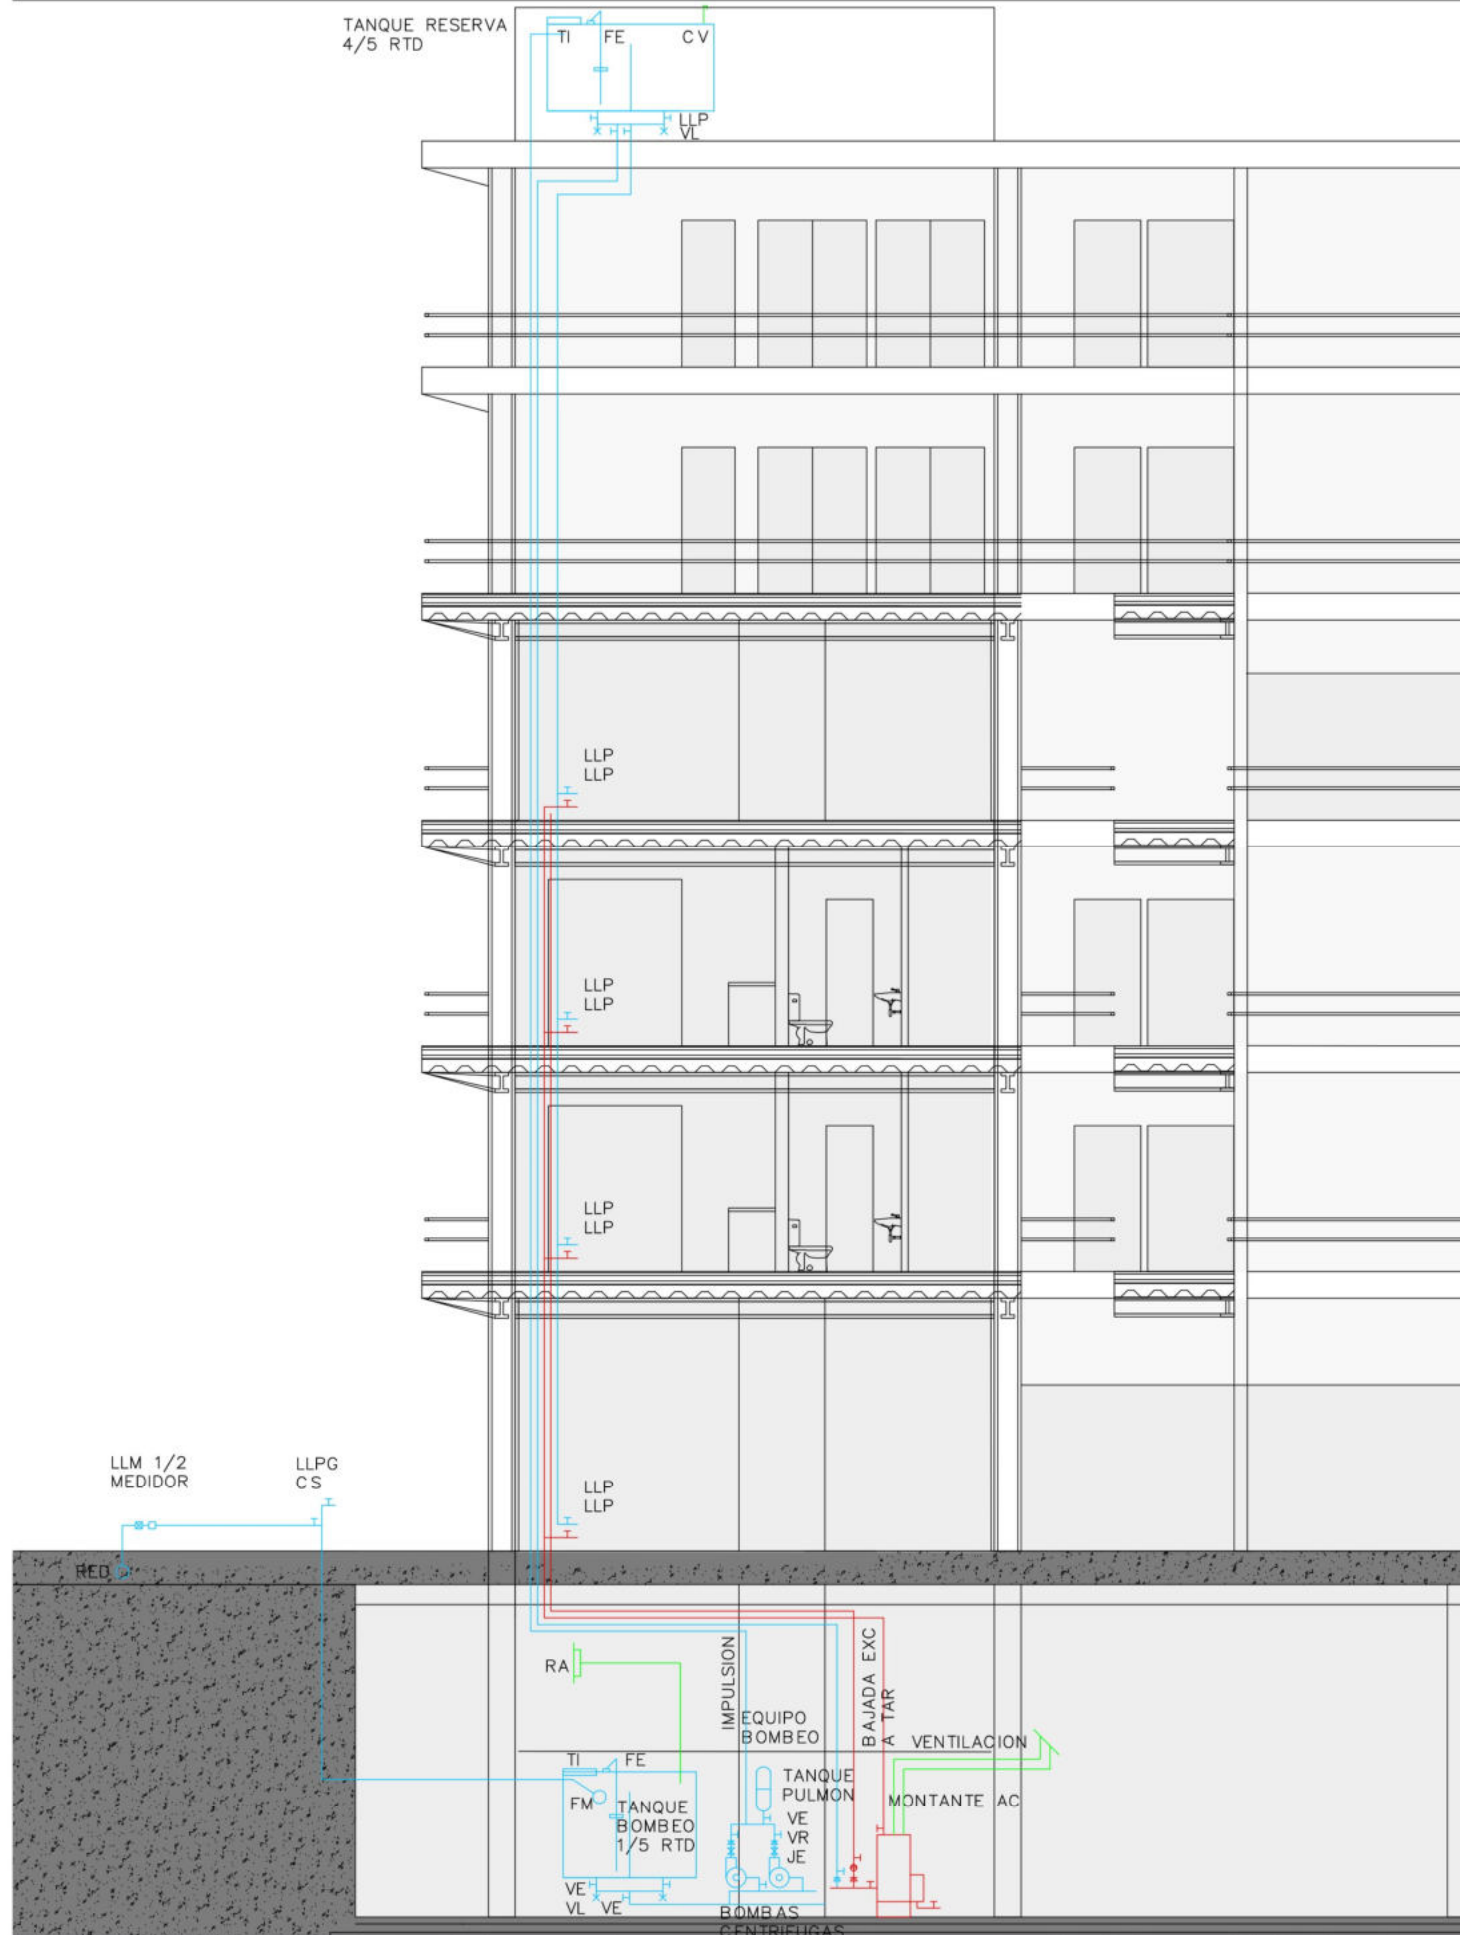 TANQUE RESERVA
4/5 RTD
TI FE CV
LLP
VL
LLP
LLP
LLP
LLP
LLP
LLP
LLM 1/2
MEDIDOR
LLPG
CS
LLP
LLP
RED
RA
IMPULSION
EQUIPO
BOMBEO
BAJADA EXC
A TAR
VENTILACION
TI FE
FM
TANQUE
BOMBEO
1/5 RTD
TANQUE
PULMON
MONTANTE AC
VE
VR
JE
VE
VL VE
BOMBAS
CENTRIFUGAS